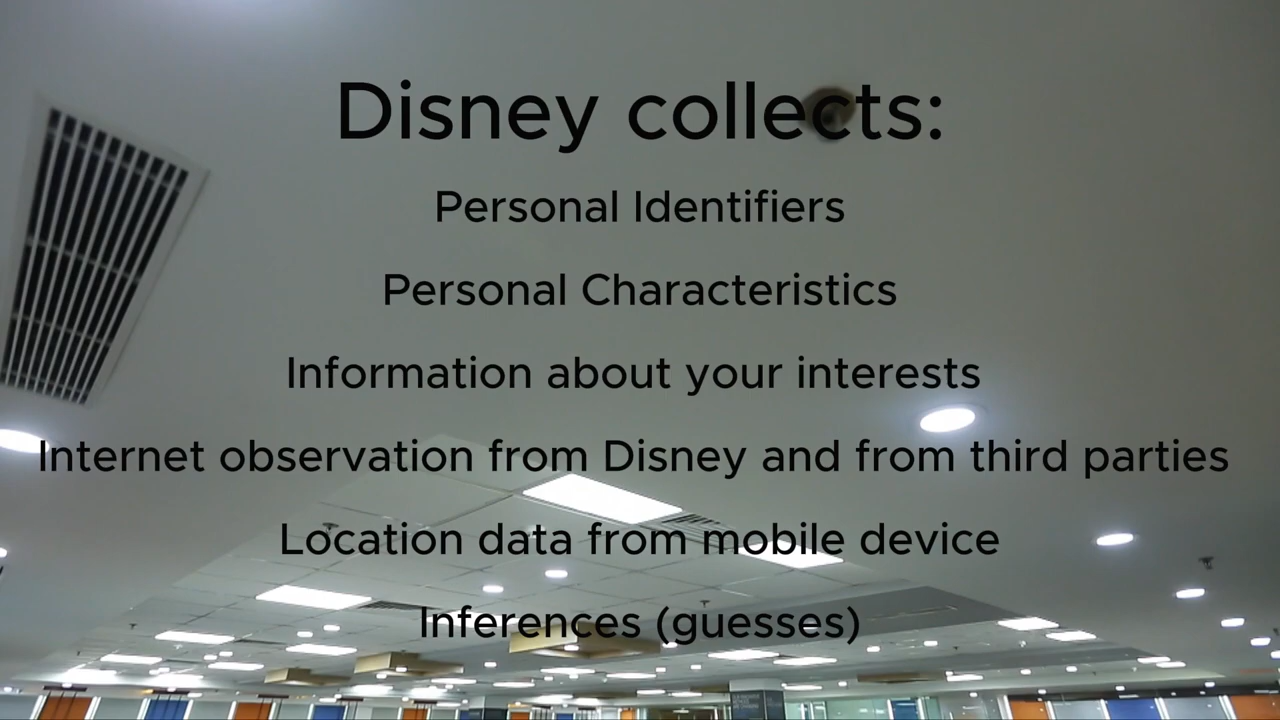 Disney collects:
Personal Identifiers
Personal Characteristics
Information about your interests
Internet observation from Disney and from third parties
Location data from mobile device
Inferences (guesses)